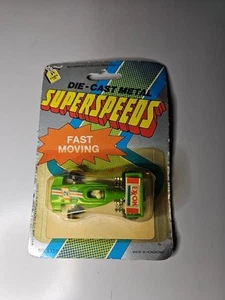 DIE-CAST METAL
SUPERSPEEDS
FAST
MOVING
EXXON